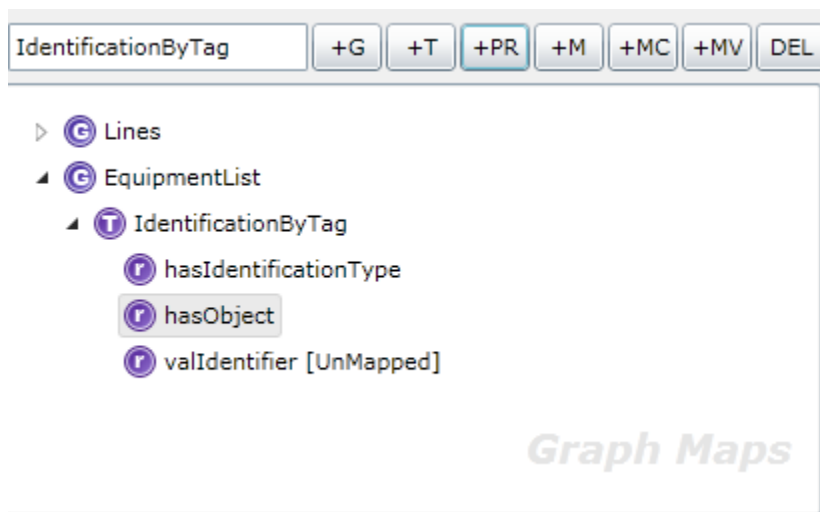 IdentificationByTag +G +T +PR +M +MC +MV DEL
G Lines
G EquipmentList
T IdentificationByTag
r hasIdentificationType
r hasObject
r valIdentifier [UnMapped]
Graph Maps